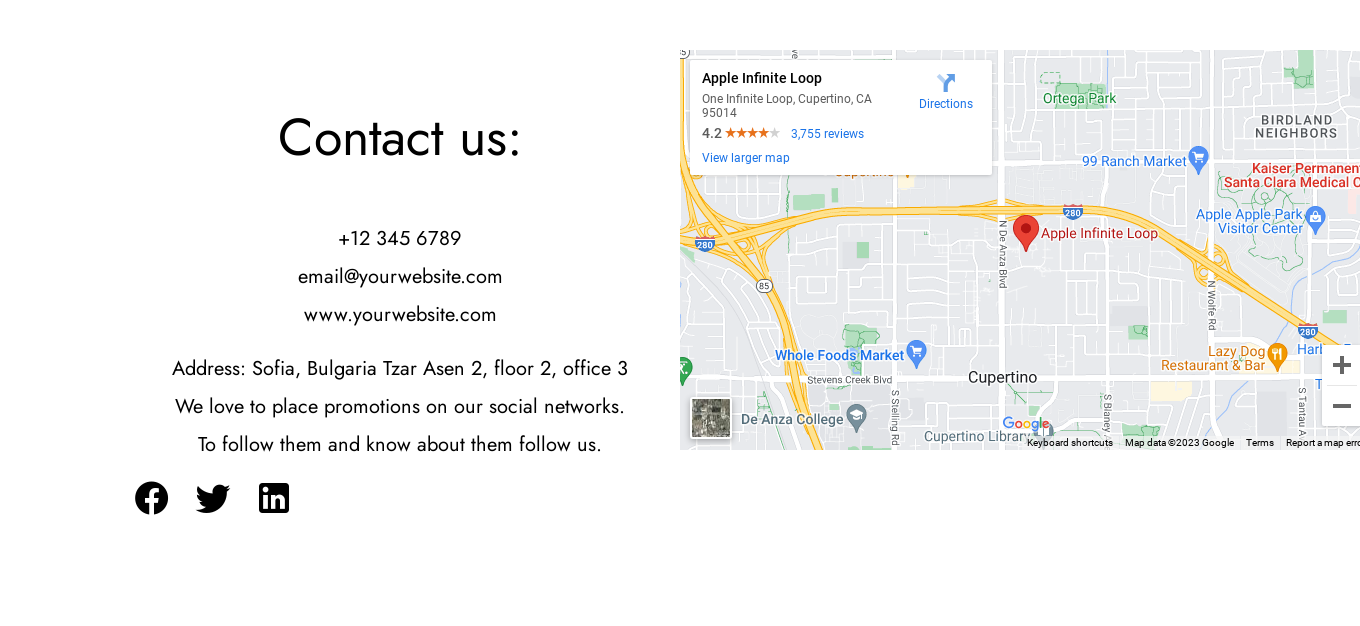 Contact us:
+12 345 6789
email@yourwebsite.com
www.yourwebsite.com
Address: Sofia, Bulgaria Tzar Asen 2, floor 2, office 3
We love to place promotions on our social networks.
To follow them and know about them follow us.
Apple Infinite Loop
One Infinite Loop, Cupertino, CA
95014
4.2
3,755 reviews
View larger map
Directions
Ortega Park
BIRDLAND
NEIGHBORS
99 Ranch Market
Kaiser Permanen
Santa Clara Medical C
280
Apple Apple Park
Visitor Center
Apple Infinite Loop
280
N De Anza Blvd
85
N Wolfe Rd
280
Whole Foods Market
Lazy Dog
Restaurant & Bar
Stevens Creek Blvd
Cupertino
S Stelling Rd
S Blaney
S Tantau A
De Anza College
Google
Cupertino Library
Keyboard shortcuts
Map data ©2023 Google
Terms
Report a map erro